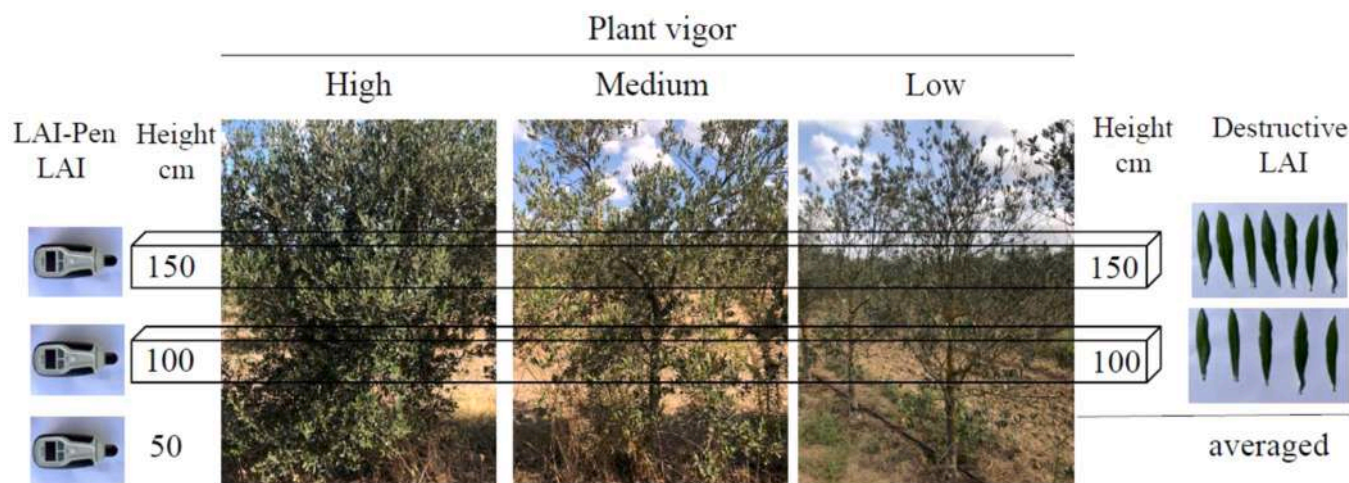 Plant vigor
High Medium Low
LAI-Pen
LAI
Height
cm
Height
cm
Destructive
LAI
150
150
100
100
50
averaged